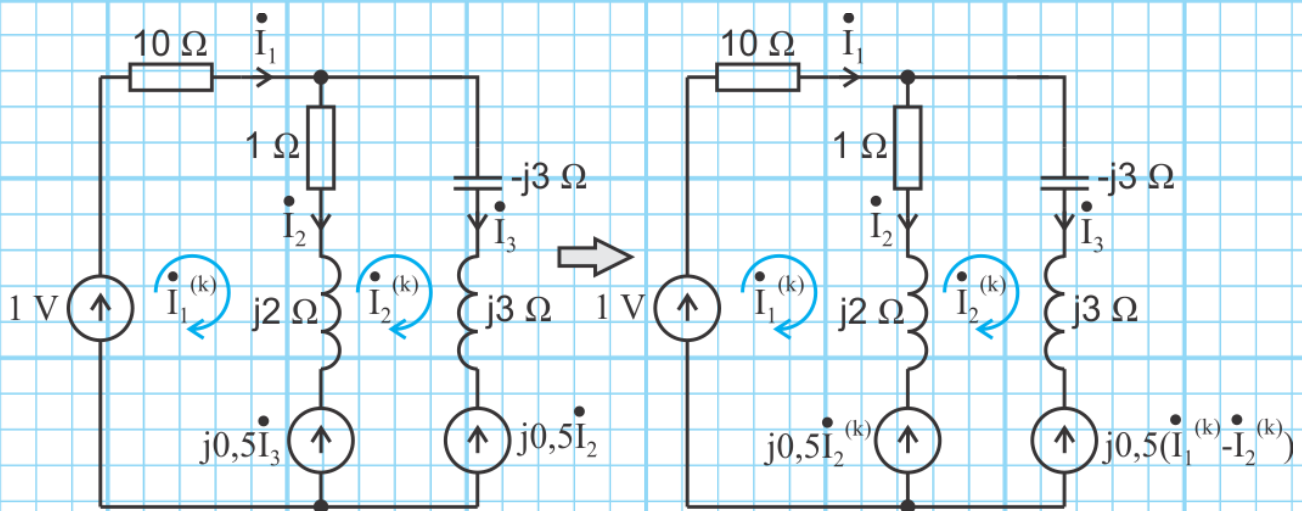 10 Ω İ₁
1 Ω
-j3 Ω
İ₂ İ₃
1 V İ₁⁽ᵏ⁾ j2 Ω İ₂⁽ᵏ⁾ j3 Ω
j0,5İ₃ j0,5İ₂
10 Ω İ₁
1 Ω
-j3 Ω
İ₂ İ₃
1 V İ₁⁽ᵏ⁾ j2 Ω İ₂⁽ᵏ⁾ j3 Ω
j0,5İ₂⁽ᵏ⁾ j0,5(İ₁⁽ᵏ⁾-İ₂⁽ᵏ⁾)